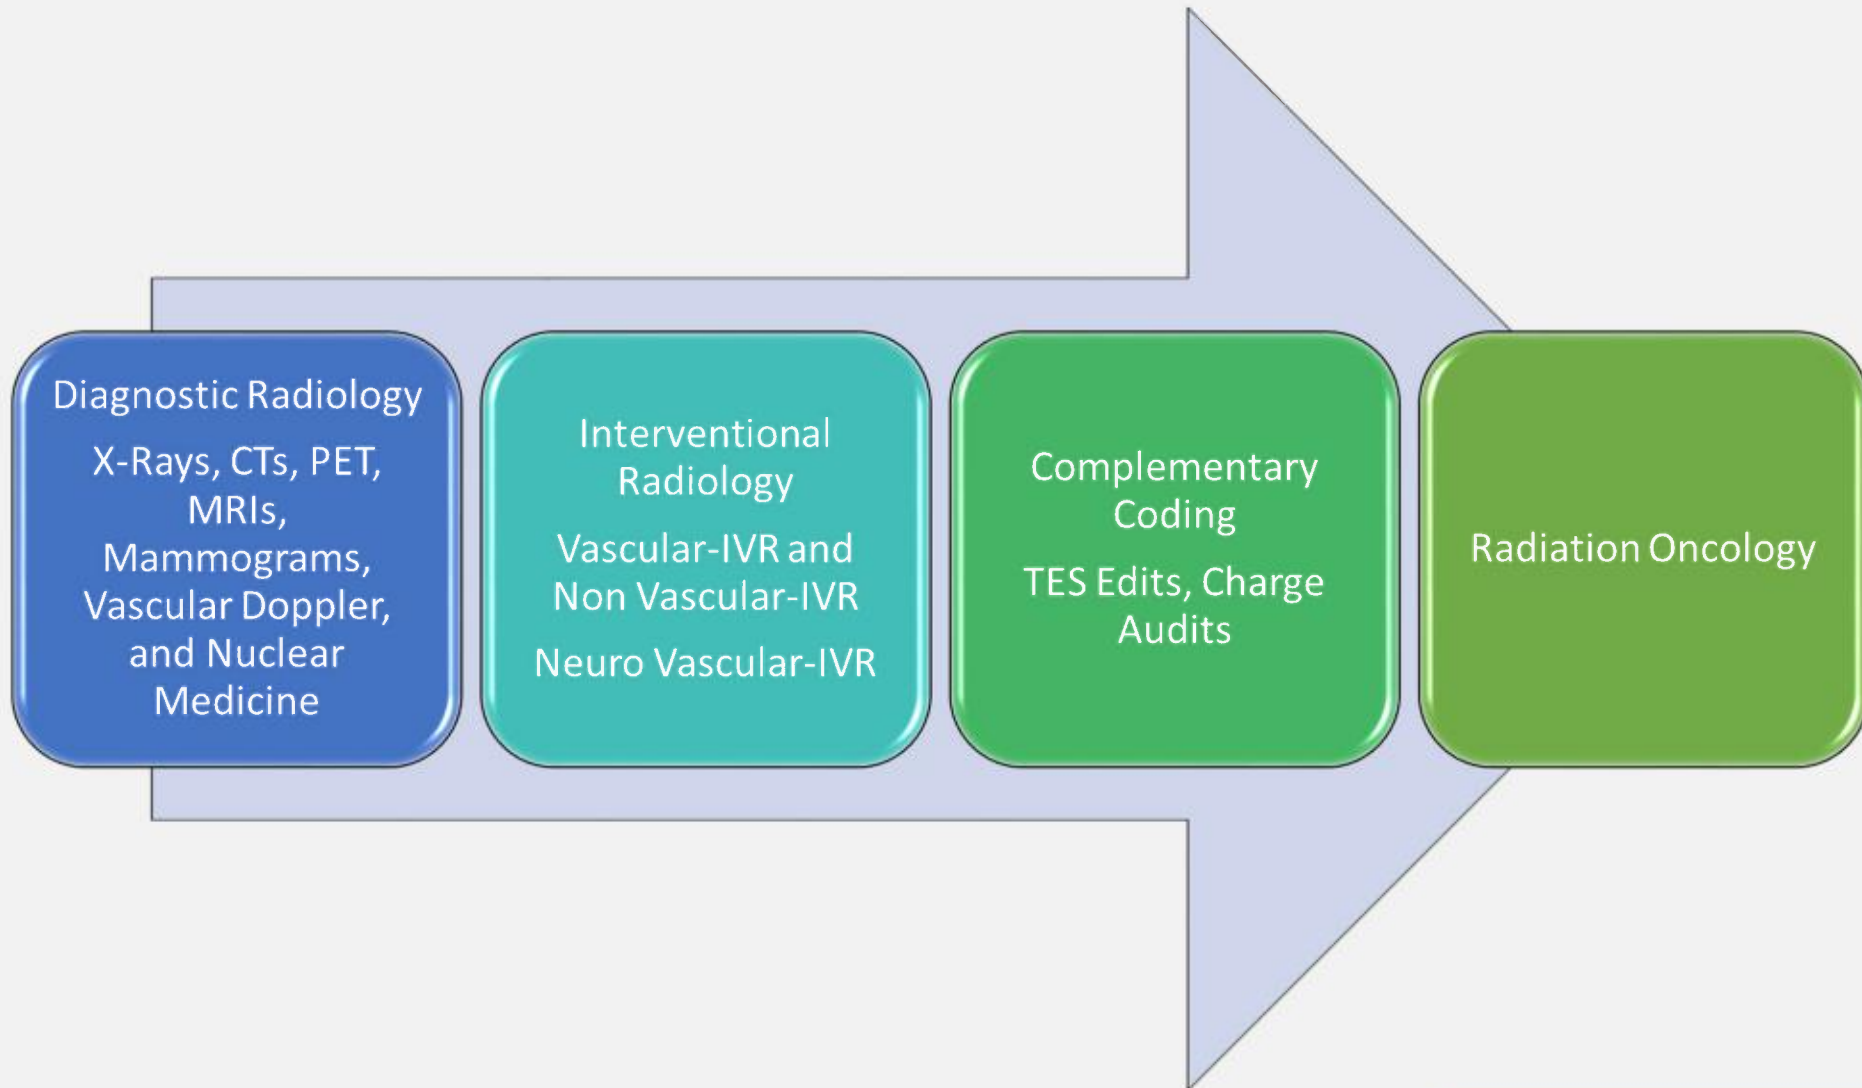 Diagnostic Radiology
X-Rays, CTs, PET,
MRIs,
Mammograms,
Vascular Doppler,
and Nuclear
Medicine
Interventional
Radiology
Vascular-IVR and
Non Vascular-IVR
Neuro Vascular-IVR
Complementary
Coding
TES Edits, Charge
Audits
Radiation Oncology